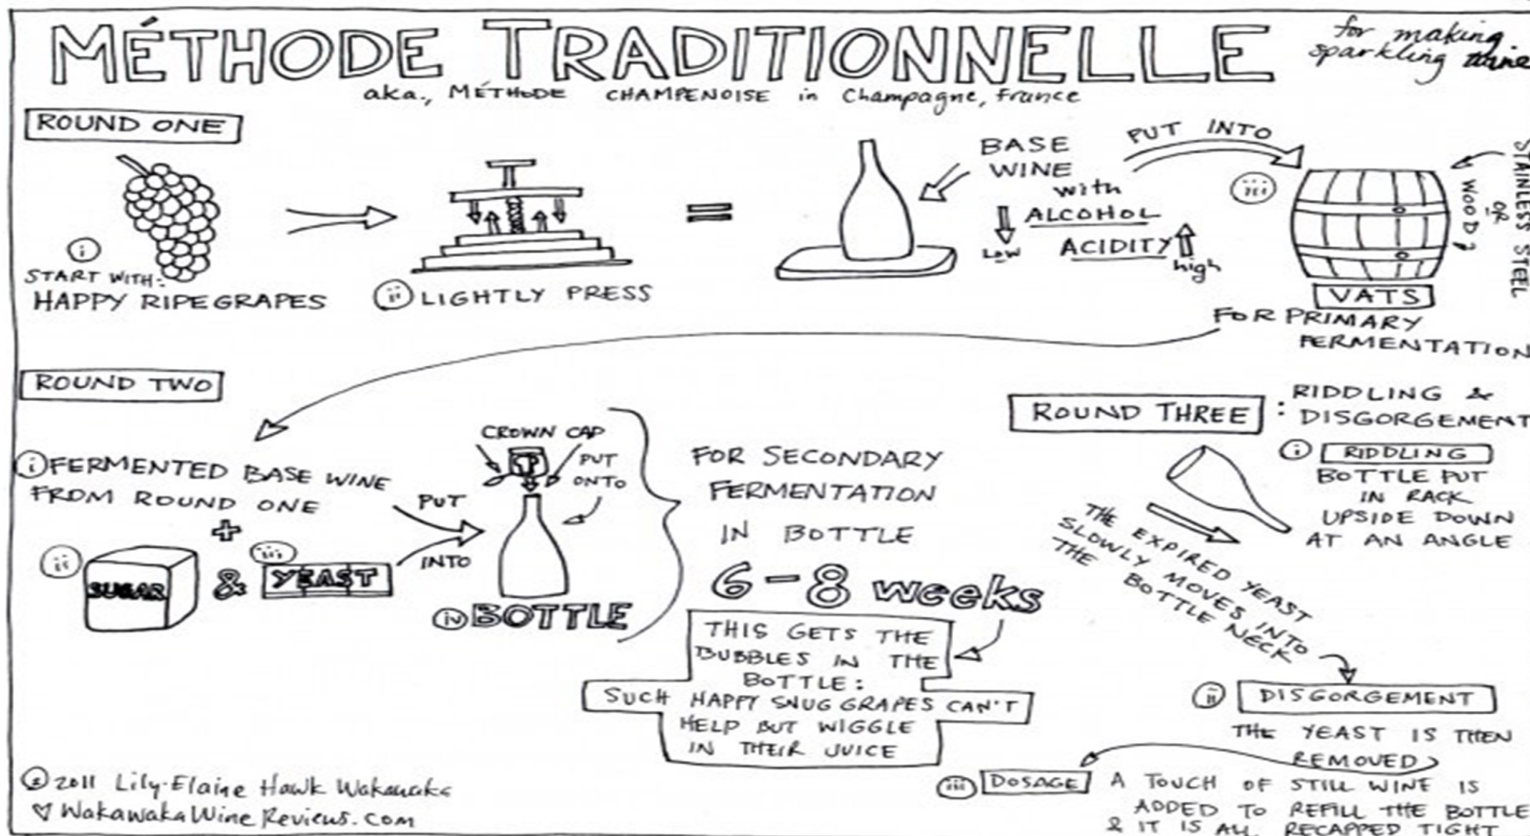 MÉTHODE TRADITIONNELLE
for making
sparkling wine
aka., MÉTHODE CHAMPENOISE in Champagne, France
ROUND ONE
i
START WITH:
HAPPY RIPE GRAPES
ii LIGHTLY PRESS
=
BASE
WINE
with
ALCOHOL
Low
ACIDITY
high
PUT INTO
iii
STAINLESS STEEL
OR
WOOD?
VATS
FOR PRIMARY
FERMENTATION
ROUND TWO
i FERMENTED BASE WINE
FROM ROUND ONE
+
ii
SUGAR
&
iii
YEAST
PUT
INTO
CROWN CAP
PUT
ONTO
iv BOTTLE
FOR SECONDARY
FERMENTATION
IN BOTTLE
6-8 weeks
THIS GETS THE
BUBBLES IN THE
BOTTLE:
SUCH HAPPY SNUG GRAPES CAN'T
HELP BUT WIGGLE
IN THEIR JUICE
ROUND THREE : RIDDLING &
DISGORGEMENT
i RIDDLING
BOTTLE PUT
IN RACK
UPSIDE DOWN
AT AN ANGLE
THE EXPIRED YEAST
SLOWLY MOVES INTO
THE BOTTLE NECK
ii DISGORGEMENT
THE YEAST IS THEN
REMOVED
iii DOSAGE A TOUCH OF STILL WINE IS
ADDED TO REFILL THE BOTTLE
& IT IS ALL RECAPPED TIGHT
© 2011 Lily-Elaine Hawk Wakawaka
WakawakaWineReviews.com